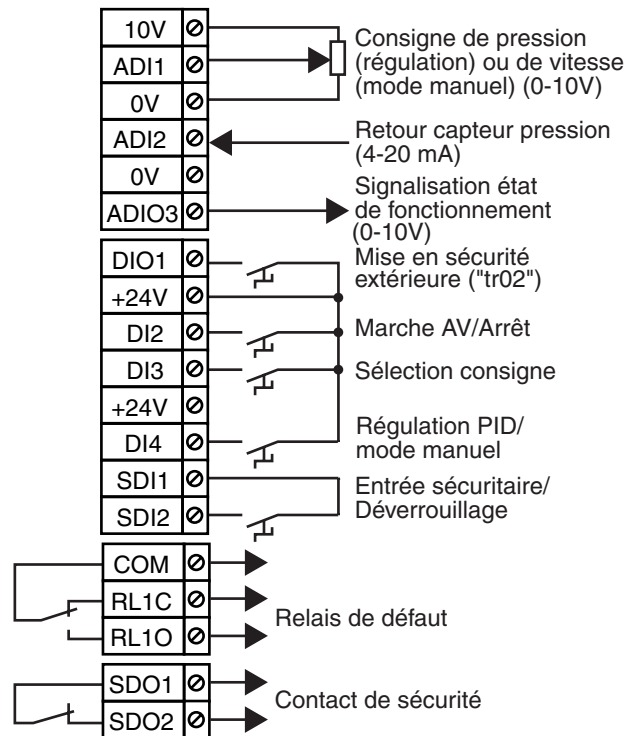 10V
ADI1
0V
ADI2
0V
ADIO3
Consigne de pression
(régulation) ou de vitesse
(mode manuel) (0-10V)
Retour capteur pression
(4-20 mA)
Signalisation état
de fonctionnement
(0-10V)
DIO1
+24V
DI2
DI3
+24V
DI4
SDI1
SDI2
Mise en sécurité
extérieure ("tr02")
Marche AV/Arrêt
Sélection consigne
Régulation PID/
mode manuel
Entrée sécuritaire/
Déverrouillage
COM
RL1C
RL1O
Relais de défaut
SDO1
SDO2
Contact de sécurité